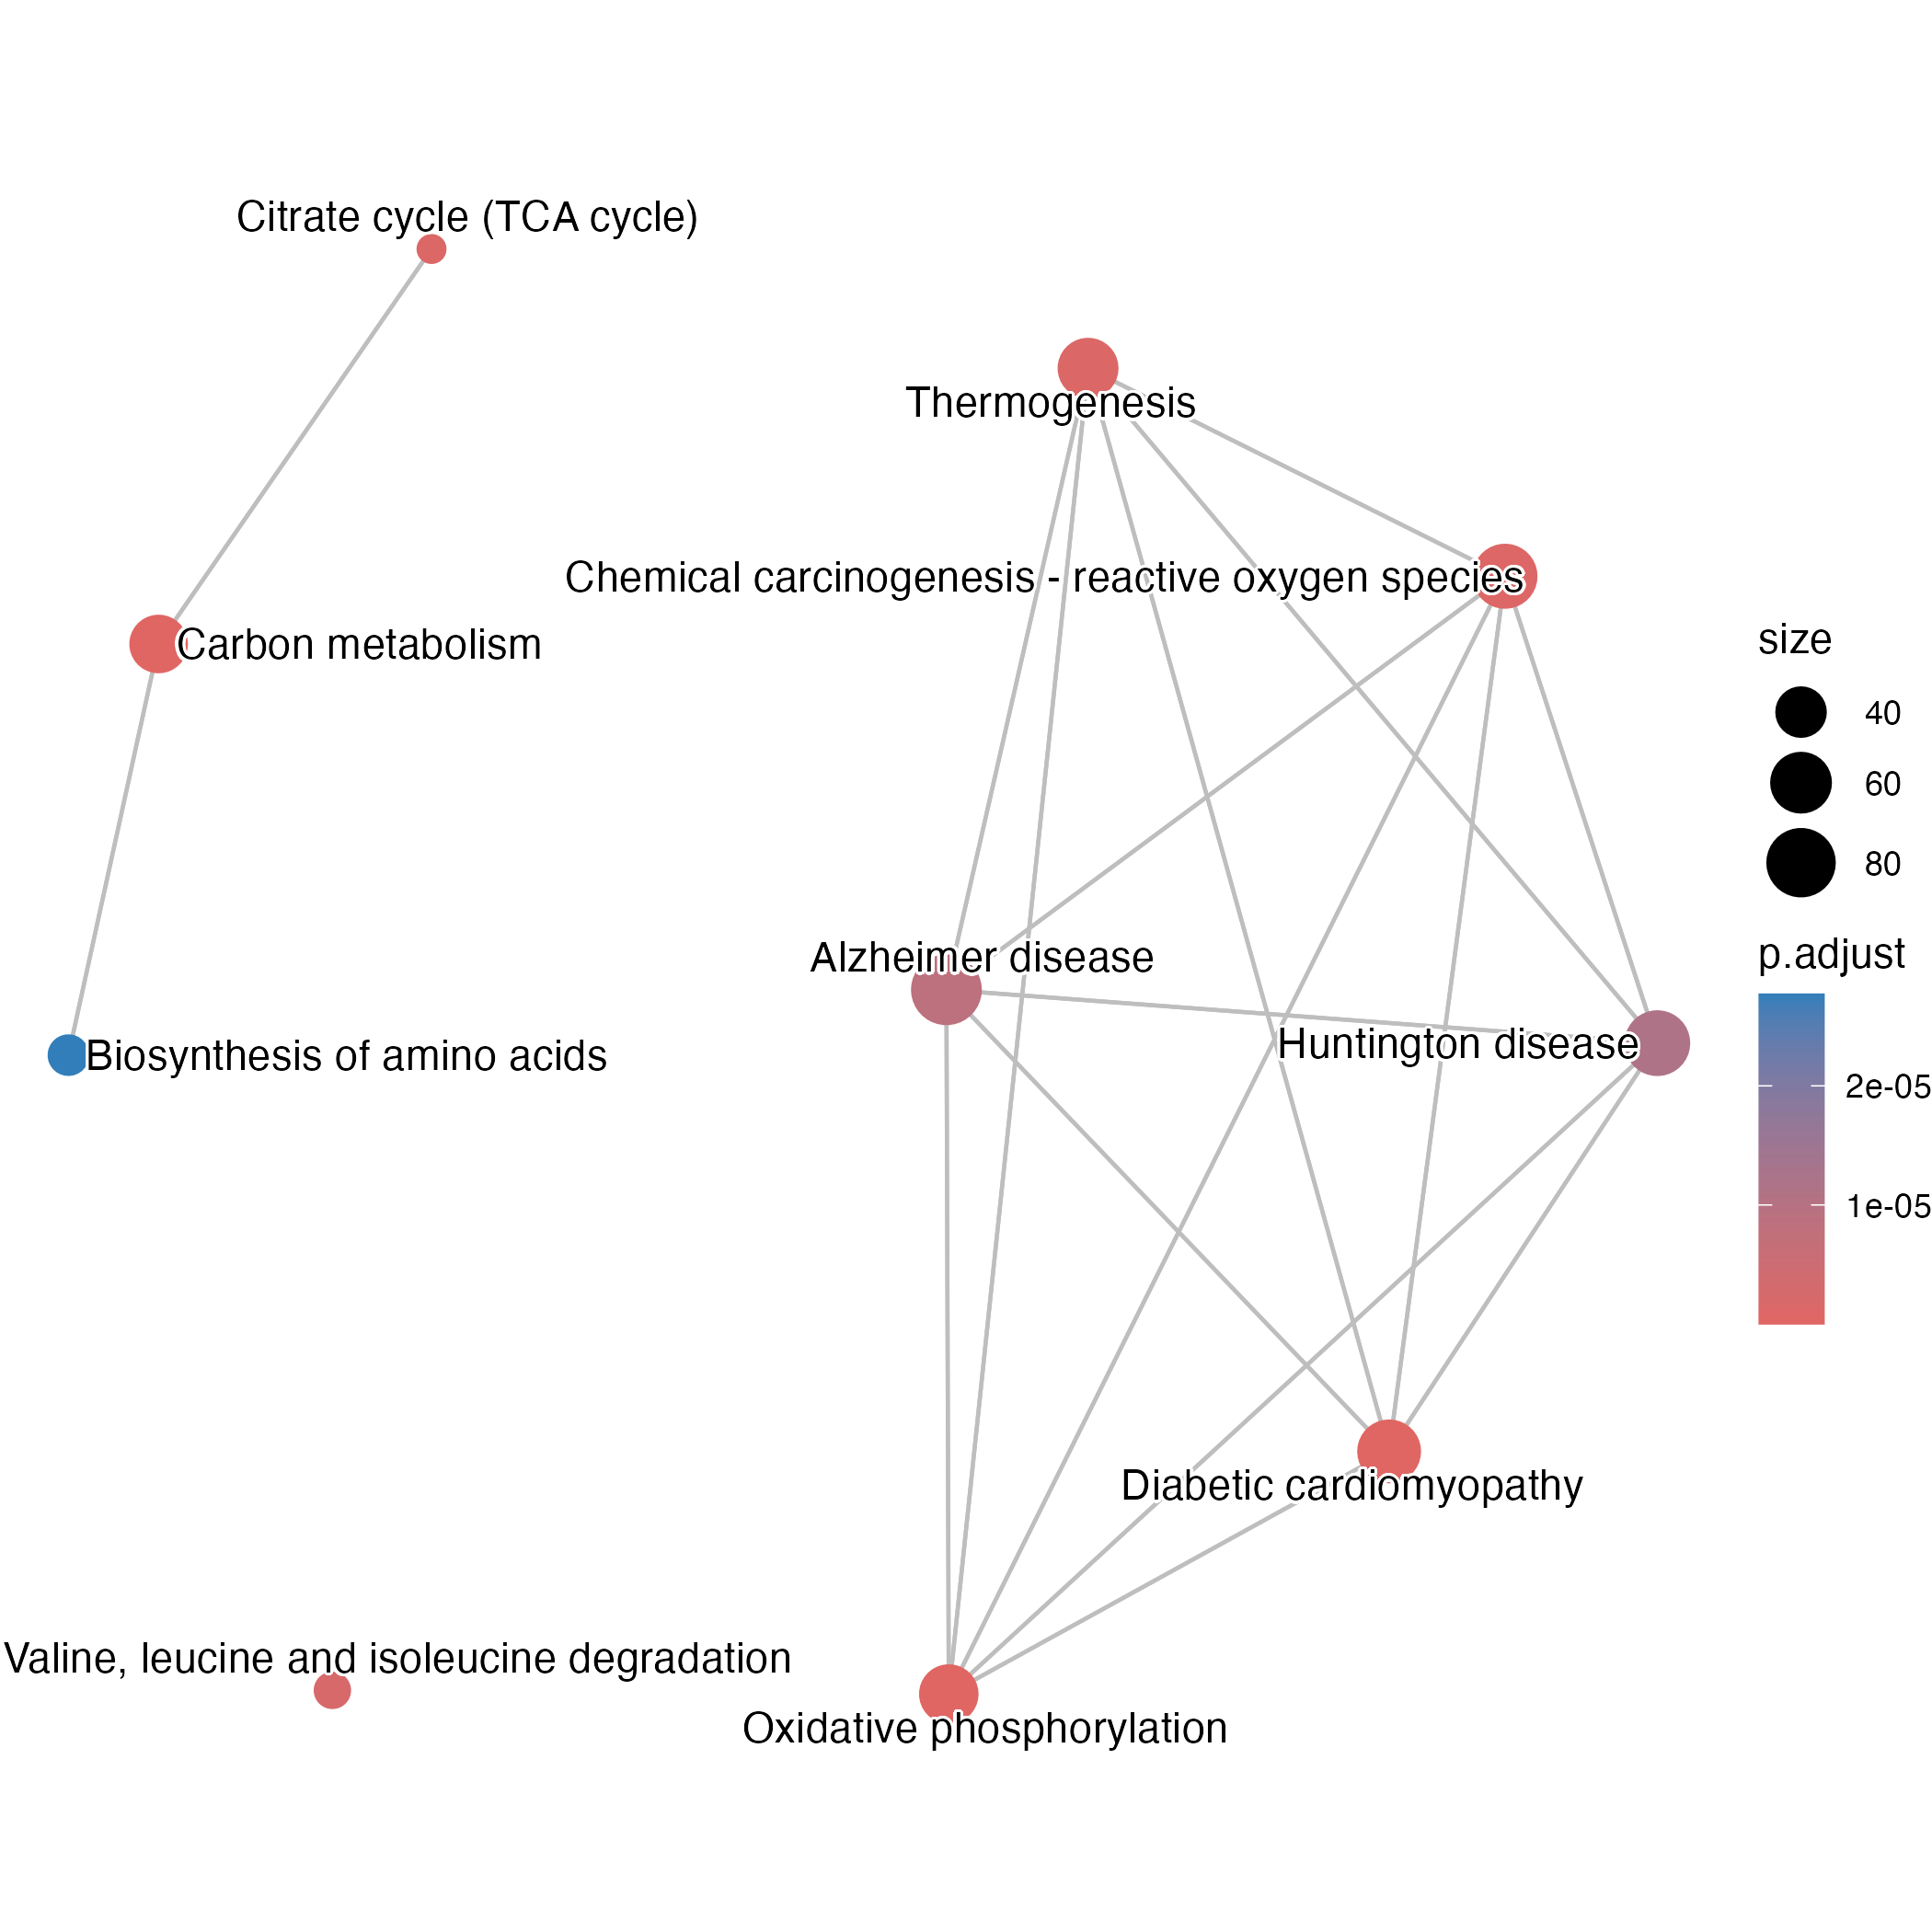 Citrate cycle (TCA cycle)
Thermogenesis
Chemical carcinogenesis - reactive oxygen species
Carbon metabolism
Alzheimer disease
Huntington disease
Biosynthesis of amino acids
Diabetic cardiomyopathy
Valine, leucine and isoleucine degradation
Oxidative phosphorylation
size
40
60
80
p.adjust
2e-05
1e-05